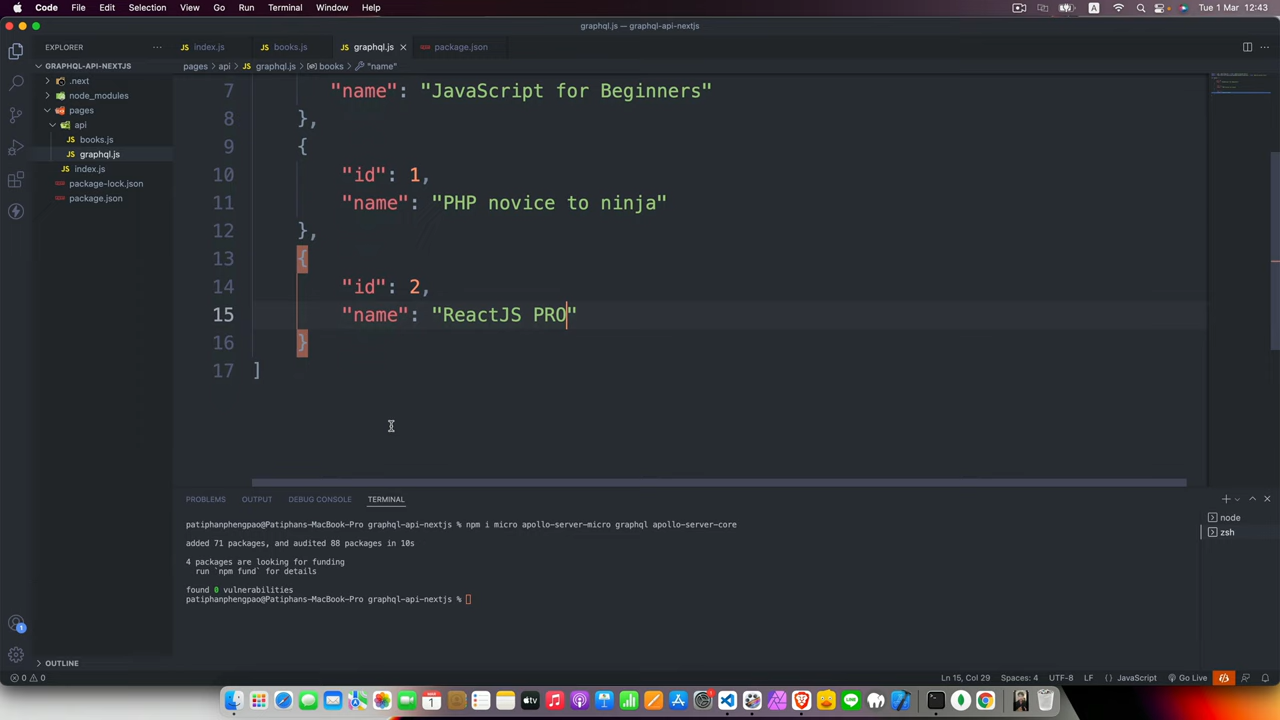 Code File Edit Selection View Go Run Terminal Window Help A Tue 1 Mar 12:43
graphql.js — graphql-api-nextjs
EXPLORER
JS index.js JS books.js JS graphql.js package.json
GRAPHQL-API-NEXTJS
pages api JS graphql.js books "name"
.next
node_modules
pages
api
JS books.js
JS graphql.js
JS index.js
package-lock.json
package.json
7 "name": "JavaScript for Beginners"
8 },
9 {
10 "id": 1,
11 "name": "PHP novice to ninja"
12 },
13 {
14 "id": 2,
15 "name": "ReactJS PRO"
16 }
17 ]
PROBLEMS OUTPUT DEBUG CONSOLE TERMINAL
patiphanphengpao@Patiphans-MacBook-Pro graphql-api-nextjs % npm i micro apollo-server-micro graphql apollo-server-core
added 71 packages, and audited 88 packages in 10s
4 packages are looking for funding
run `npm fund` for details
found 0 vulnerabilities
patiphanphengpao@Patiphans-MacBook-Pro graphql-api-nextjs %
node
zsh
OUTLINE
0 0 Ln 15, Col 29 Spaces: 4 UTF-8 LF {} JavaScript Go Live